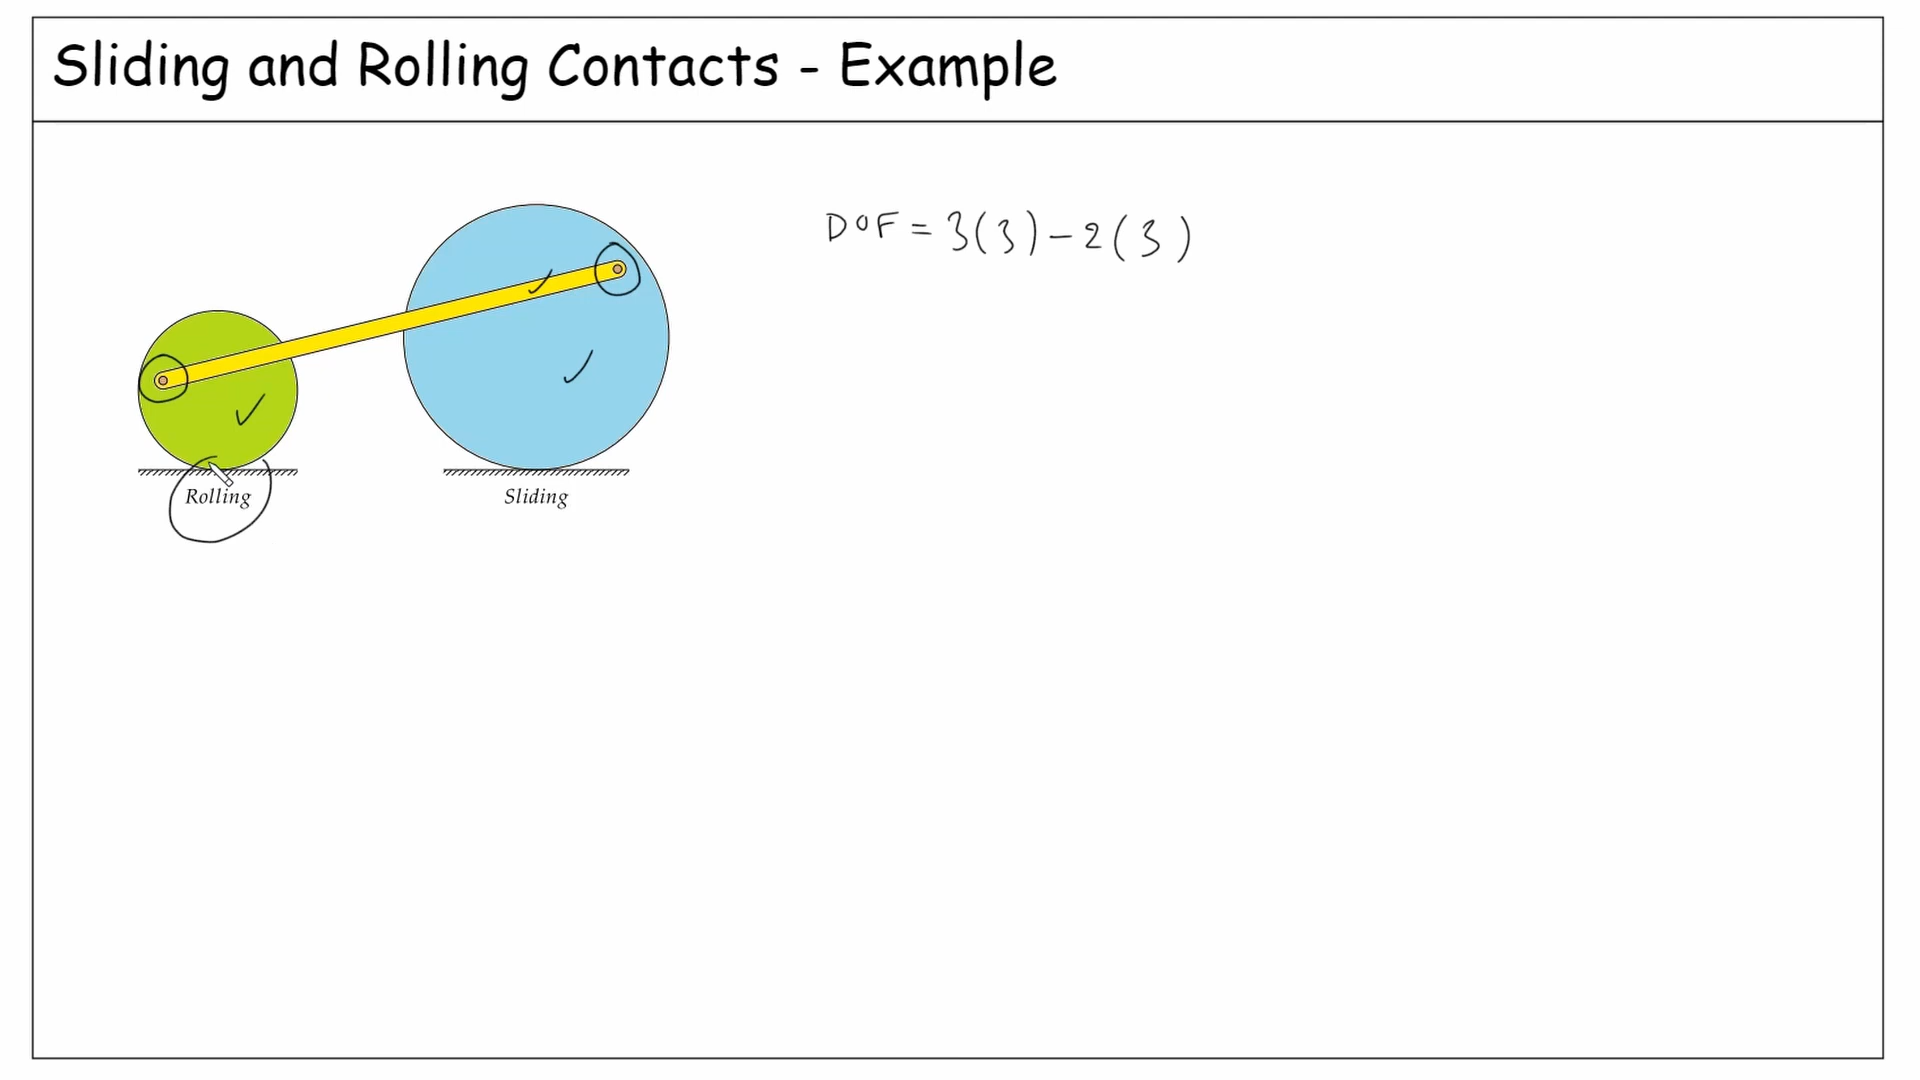 Sliding and Rolling Contacts - Example
DOF = 3(3)-2(3)
Rolling
Sliding